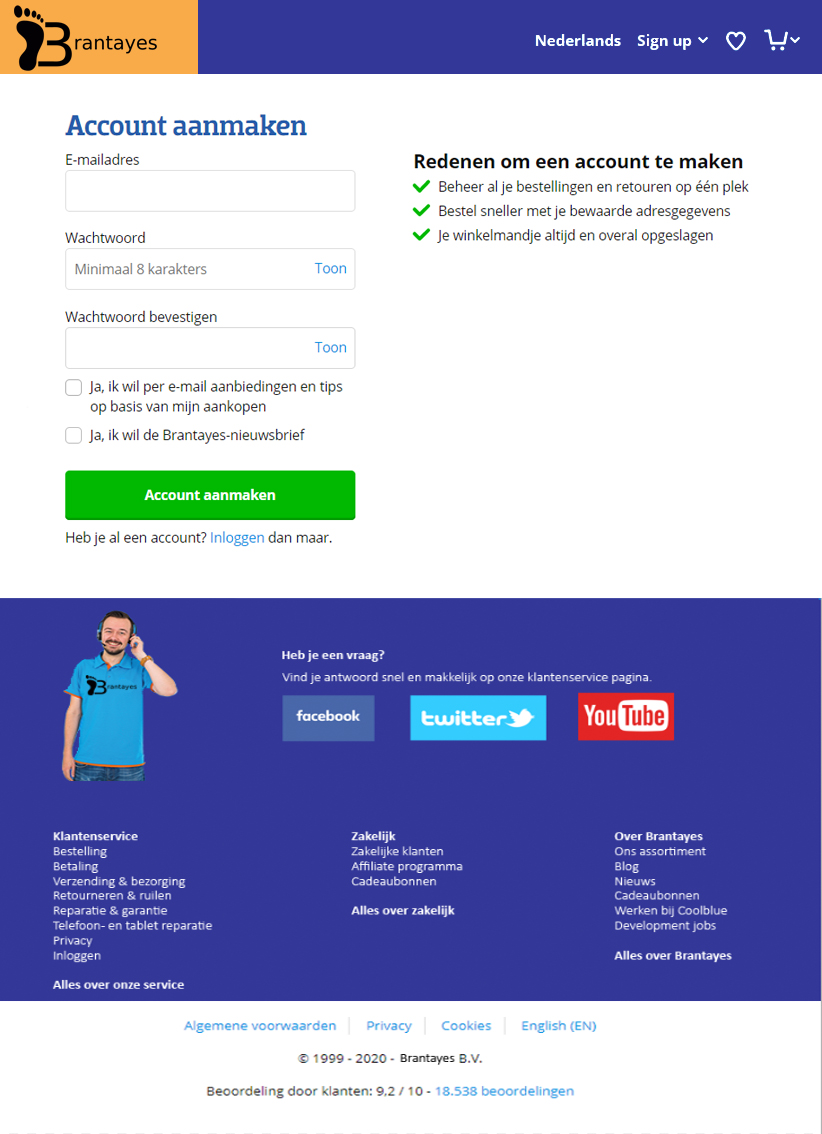 Brantayes
Nederlands Sign up
Account aanmaken
E-mailadres
Wachtwoord
Minimaal 8 karakters Toon
Wachtwoord bevestigen
Toon
Ja, ik wil per e-mail aanbiedingen en tips
op basis van mijn aankopen
Ja, ik wil de Brantayes-nieuwsbrief
Account aanmaken
Heb je al een account? Inloggen dan maar.
Redenen om een account te maken
Beheer al je bestellingen en retouren op één plek
Bestel sneller met je bewaarde adresgegevens
Je winkelmandje altijd en overal opgeslagen
Brantayes
Heb je een vraag?
Vind je antwoord snel en makkelijk op onze klantenservice pagina.
facebook
twitter
YouTube
Klantenservice
Bestelling
Betaling
Verzending & bezorging
Retourneren & ruilen
Reparatie & garantie
Telefoon- en tablet reparatie
Privacy
Inloggen
Alles over onze service
Zakelijk
Zakelijke klanten
Affiliate programma
Cadeaubonnen
Alles over zakelijk
Over Brantayes
Ons assortiment
Blog
Nieuws
Cadeaubonnen
Werken bij Coolblue
Development jobs
Alles over Brantayes
Algemene voorwaarden Privacy Cookies English (EN)
© 1999 - 2020 - Brantayes B.V.
Beoordeling door klanten: 9,2 / 10 - 18.538 beoordelingen